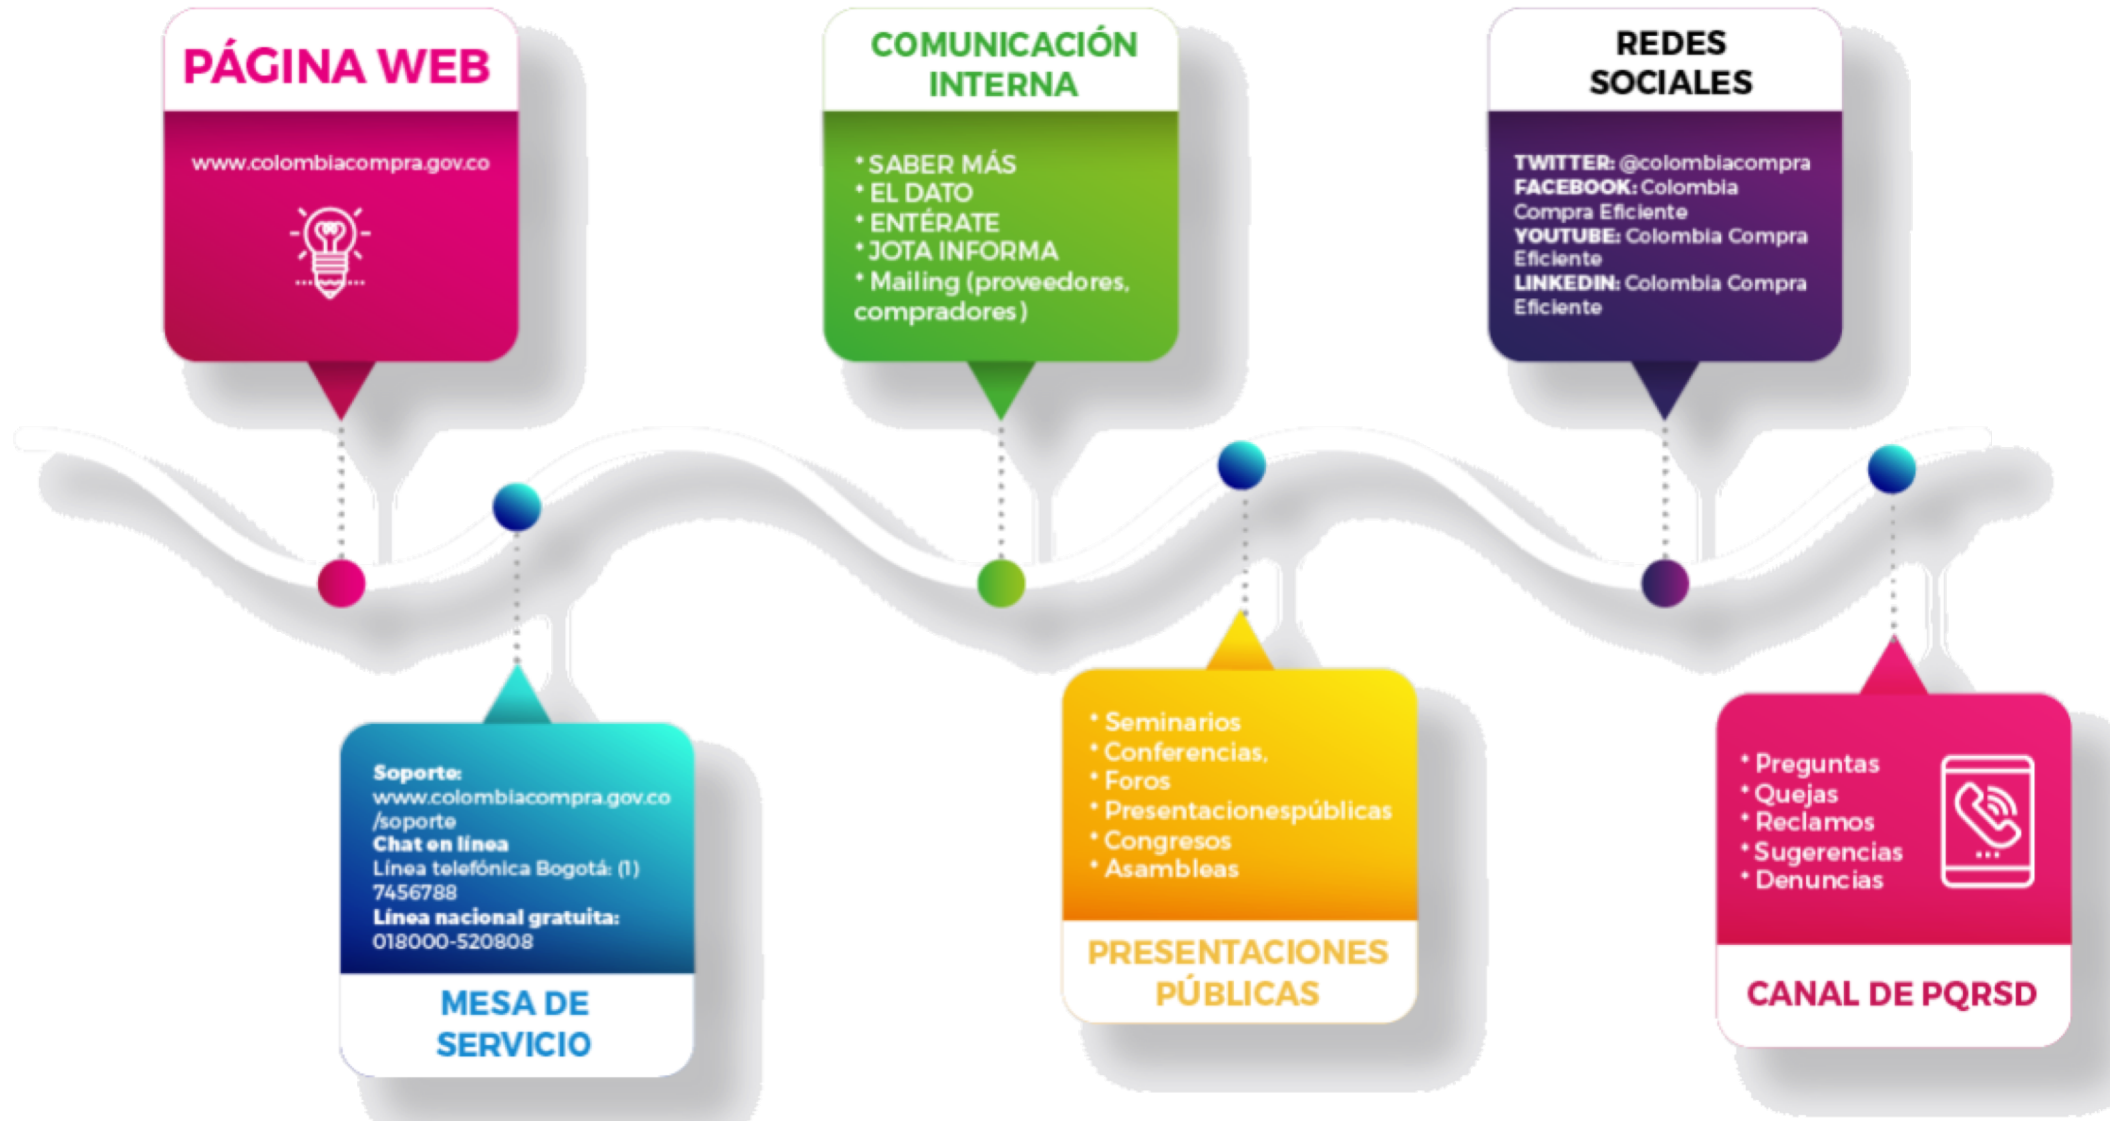 PÁGINA WEB
www.colombiacompra.gov.co
COMUNICACIÓN
INTERNA
* SABER MÁS
* EL DATO
* ENTÉRATE
* JOTA INFORMA
* Mailing (proveedores,
compradores)
REDES
SOCIALES
TWITTER: @colombiacompra
FACEBOOK: Colombia
Compra Eficiente
YOUTUBE: Colombia Compra
Eficiente
LINKEDIN: Colombia Compra
Eficiente
Soporte:
www.colombiacompra.gov.co
/soporte
Chat en línea
Línea telefónica Bogotá: (1)
7456788
Línea nacional gratuita:
018000-520808
MESA DE
SERVICIO
* Seminarios
* Conferencias,
* Foros
* Presentacionespúblicas
* Congresos
* Asambleas
PRESENTACIONES
PÚBLICAS
* Preguntas
* Quejas
* Reclamos
* Sugerencias
* Denuncias
CANAL DE PQRSD